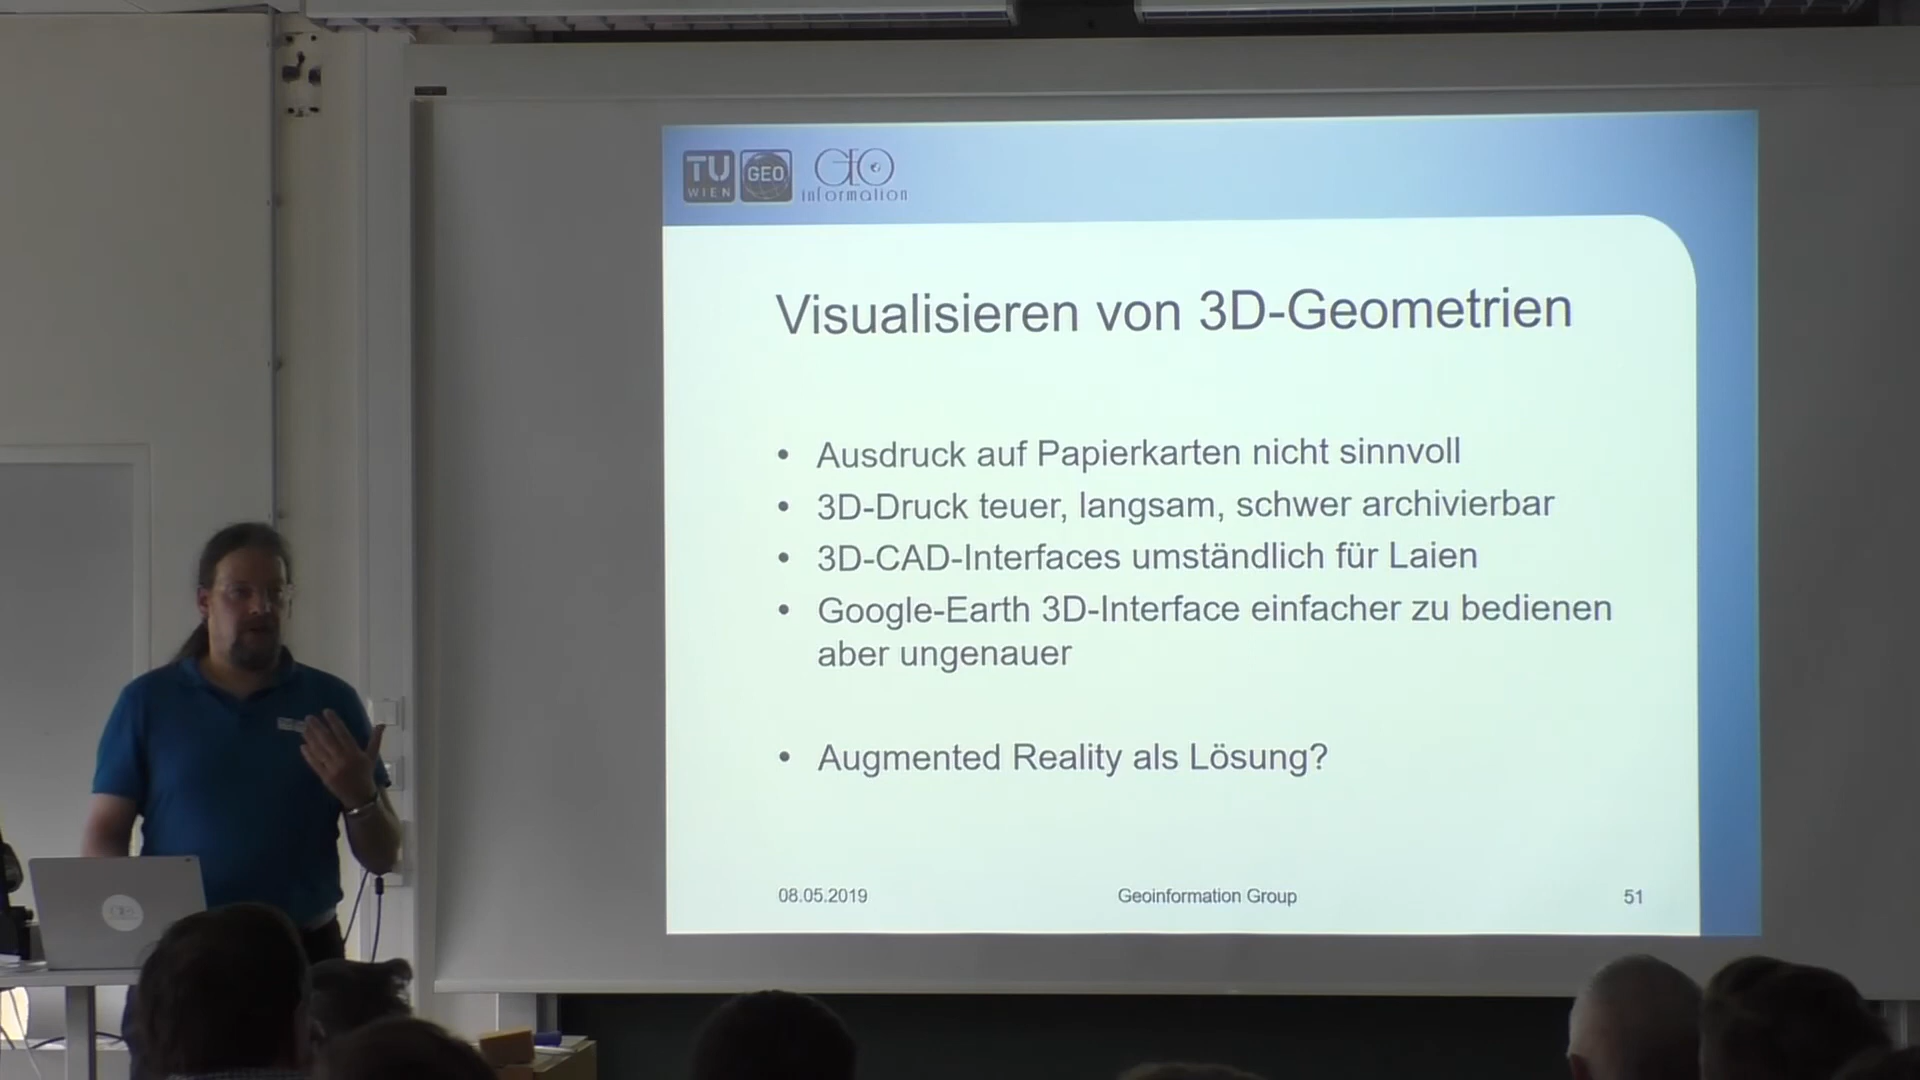 TU
WIEN
GEO
GEO
information
Visualisieren von 3D-Geometrien
• Ausdruck auf Papierkarten nicht sinnvoll
• 3D-Druck teuer, langsam, schwer archivierbar
• 3D-CAD-Interfaces umständlich für Laien
• Google-Earth 3D-Interface einfacher zu bedienen
aber ungenauer
• Augmented Reality als Lösung?
08.05.2019 Geoinformation Group 51